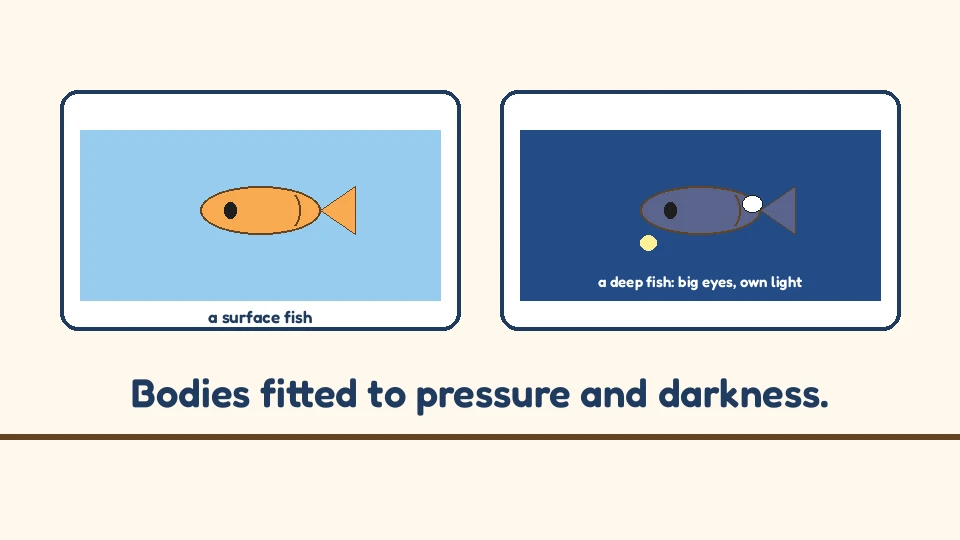 a surface fish
a deep fish: big eyes, own light
Bodies fitted to pressure and darkness.